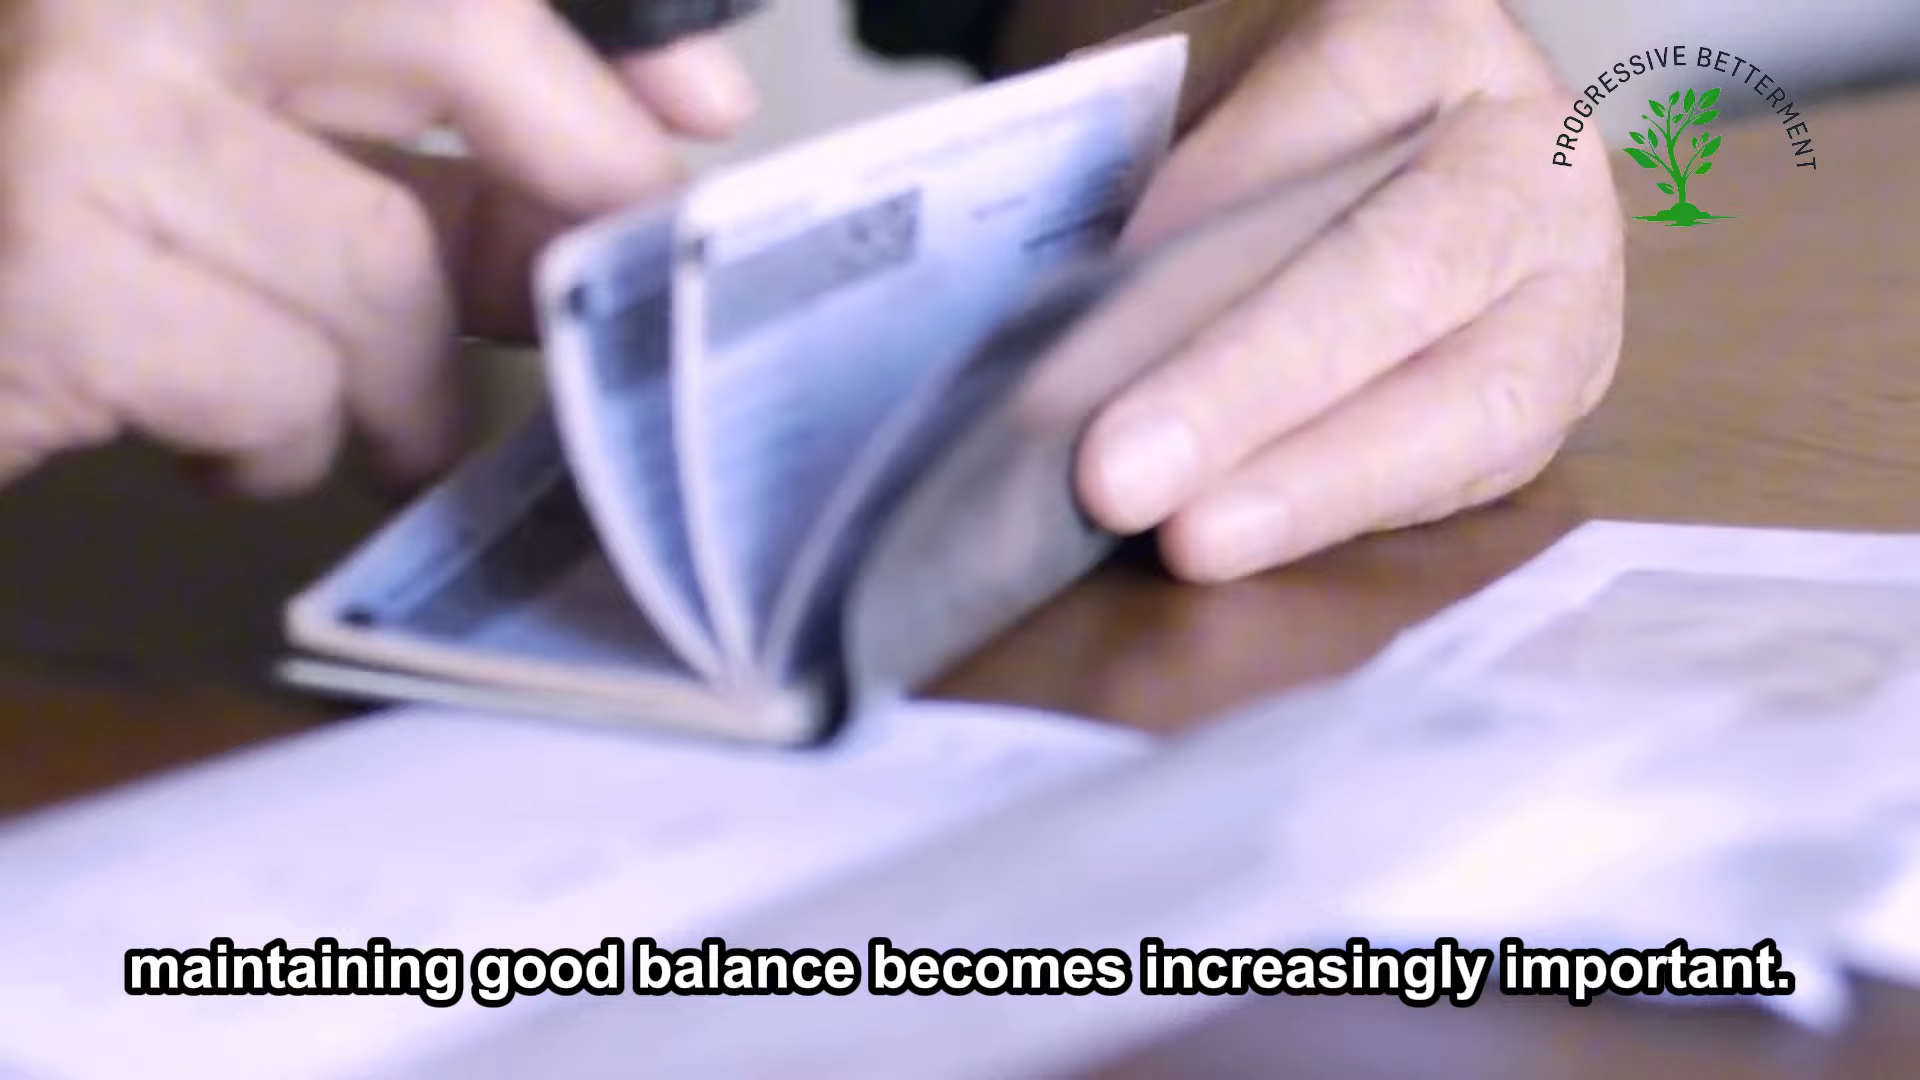 PROGRESSIVE BETTERMENT
maintaining good balance becomes increasingly important.